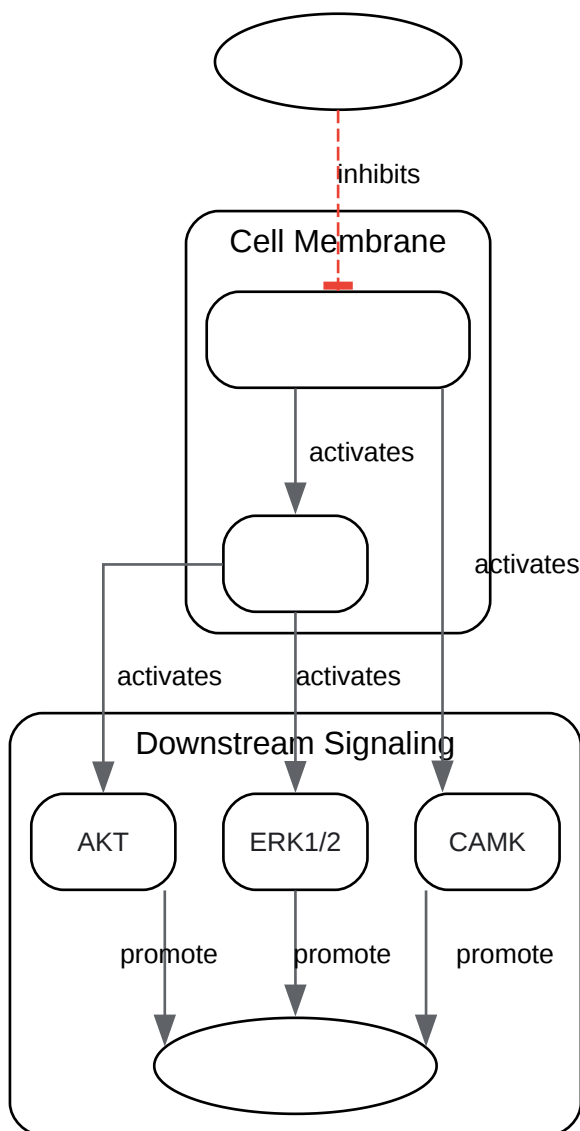 inhibits
Cell Membrane
activates
activates
activates
activates
Downstream Signaling
AKT
ERK1/2
CAMK
promote
promote
promote